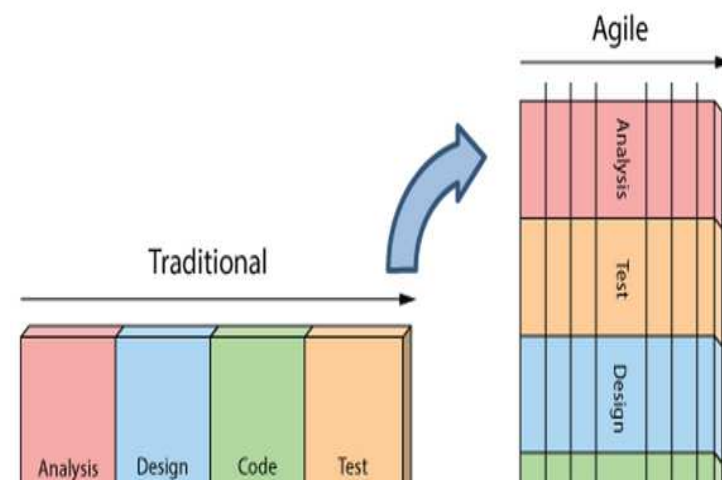 Agile
Analysis
Test
Design
Traditional
Analysis Design Code Test